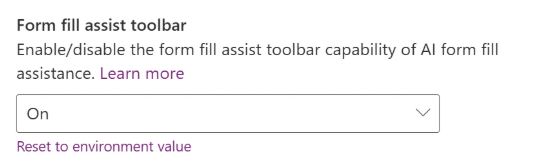 Form fill assist toolbar
Enable/disable the form fill assist toolbar capability of AI form fill
assistance. Learn more
On
Reset to environment value